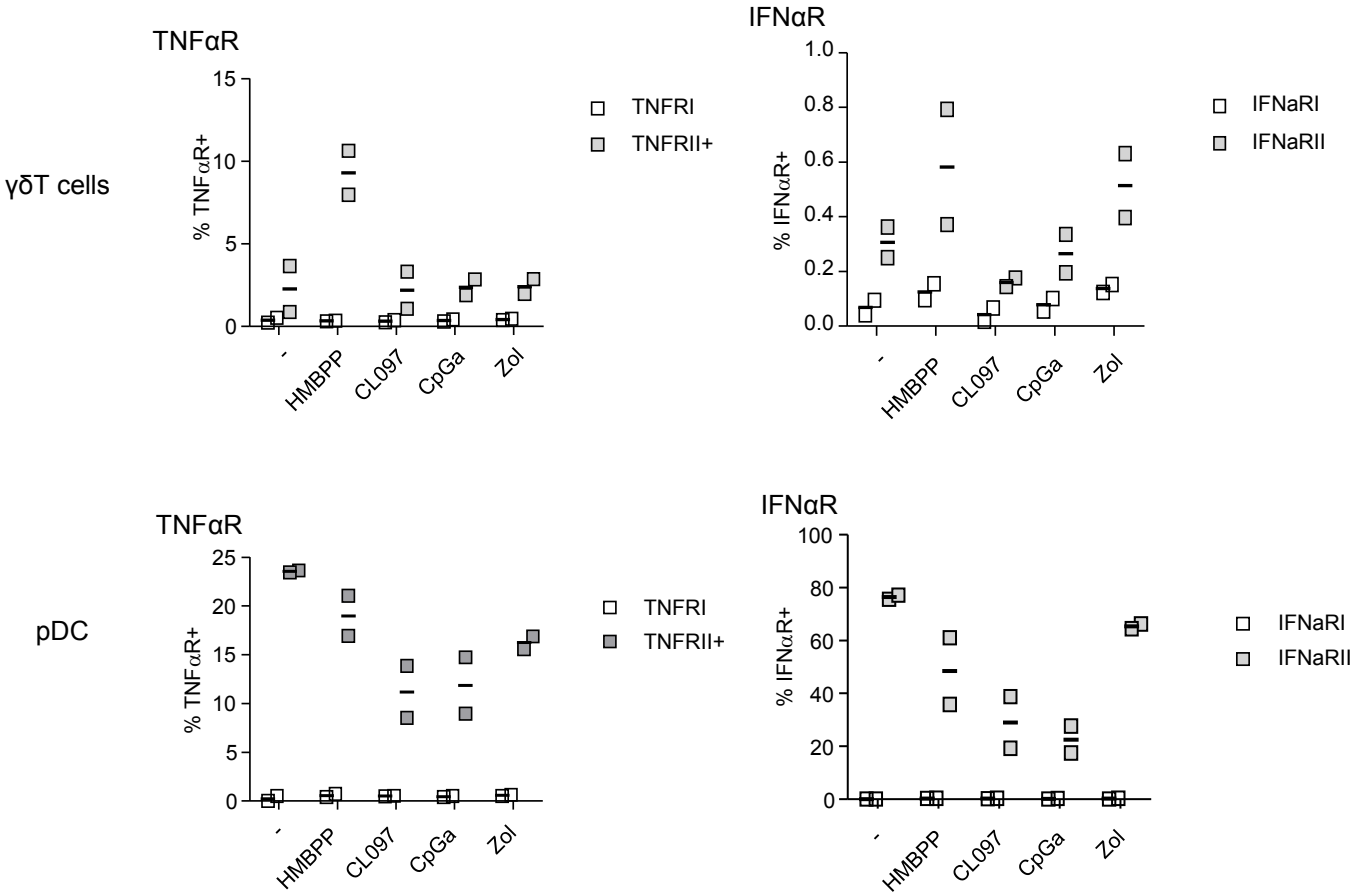 TNFαR
IFNαR
γδT cells
% TNFαR+
15
10
5
0
-
HMBPP
CL097
CpGa
Zol
TNFRI
TNFRII+
% IFNαR+
1.0
0.8
0.6
0.4
0.2
0.0
-
HMBPP
CL097
CpGa
Zol
IFNaRI
IFNaRII
pDC
TNFαR
% TNFαR+
25
20
15
10
5
0
-
HMBPP
CL097
CpGa
Zol
TNFRI
TNFRII+
IFNαR
% IFNαR+
100
80
60
40
20
0
-
HMBPP
CL097
CpGa
Zol
IFNaRI
IFNaRII